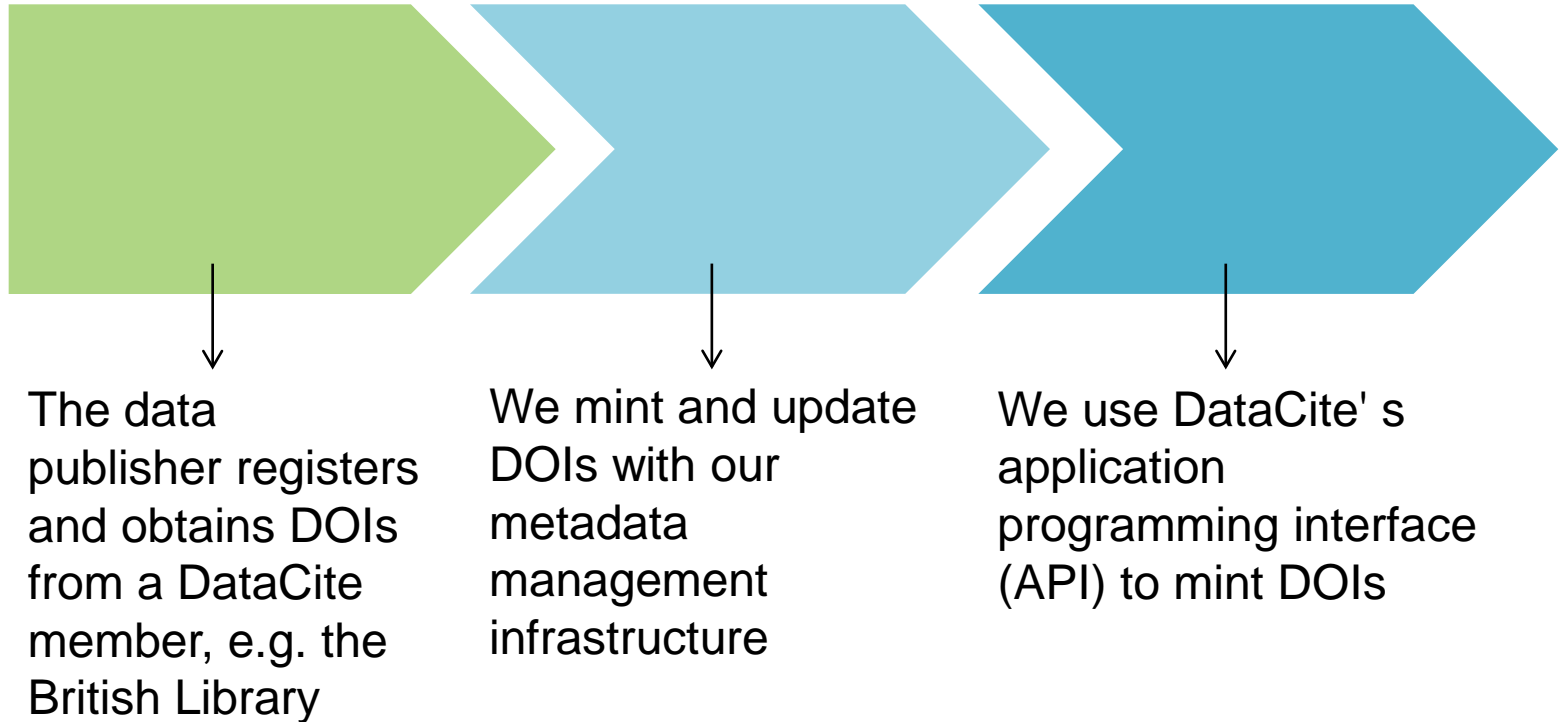 The data
publisher registers
and obtains DOIs
from a DataCite
member, e.g. the
British Library
We mint and update
DOIs with our
metadata
management
infrastructure
We use DataCite' s
application
programming interface
(API) to mint DOIs